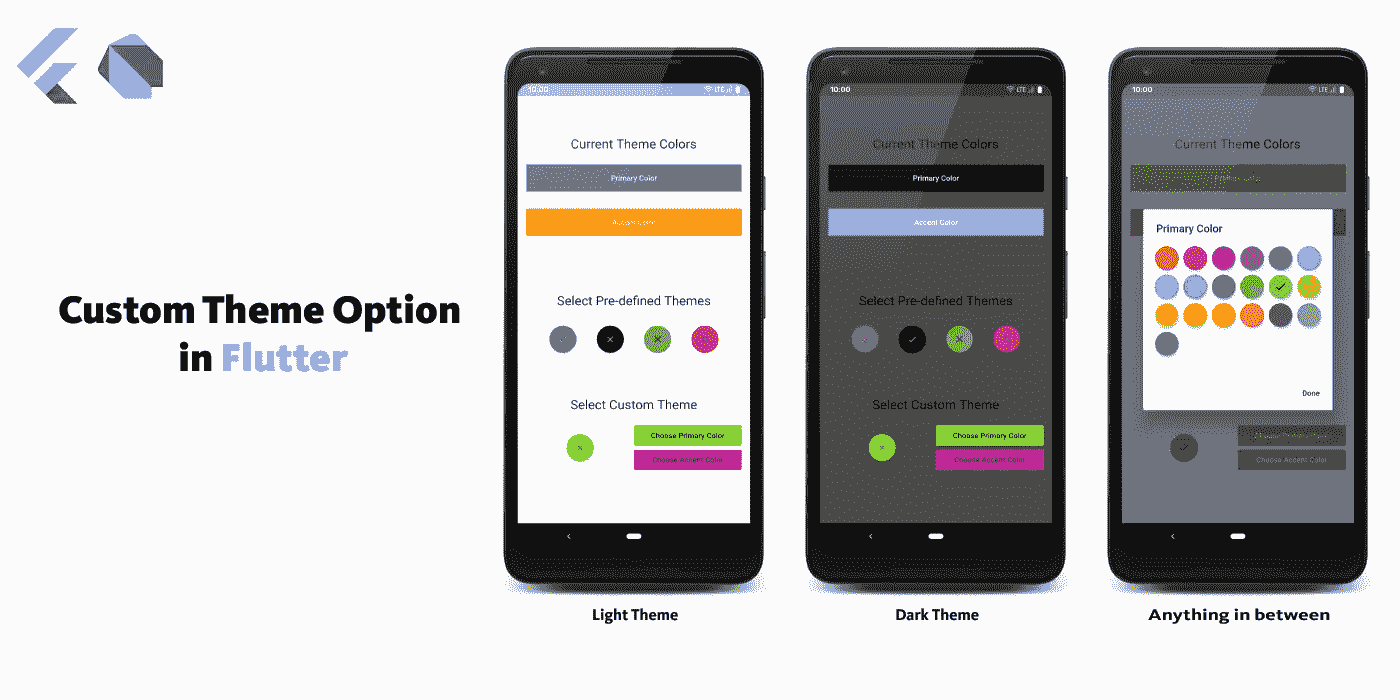 Custom Theme Option
in Flutter
10:00
LTE
Current Theme Colors
Primary Color
Select Pre-defined Themes
Select Custom Theme
Choose Primary Color
Choose Accent Color
Light Theme
10:00
LTE
Current Theme Colors
Primary Color
Accent Color
Select Pre-defined Themes
Select Custom Theme
Choose Primary Color
Choose Accent Color
Dark Theme
10:00
LTE
Current Theme Colors
Primary Color
Done
Choose Accent Color
Anything in between